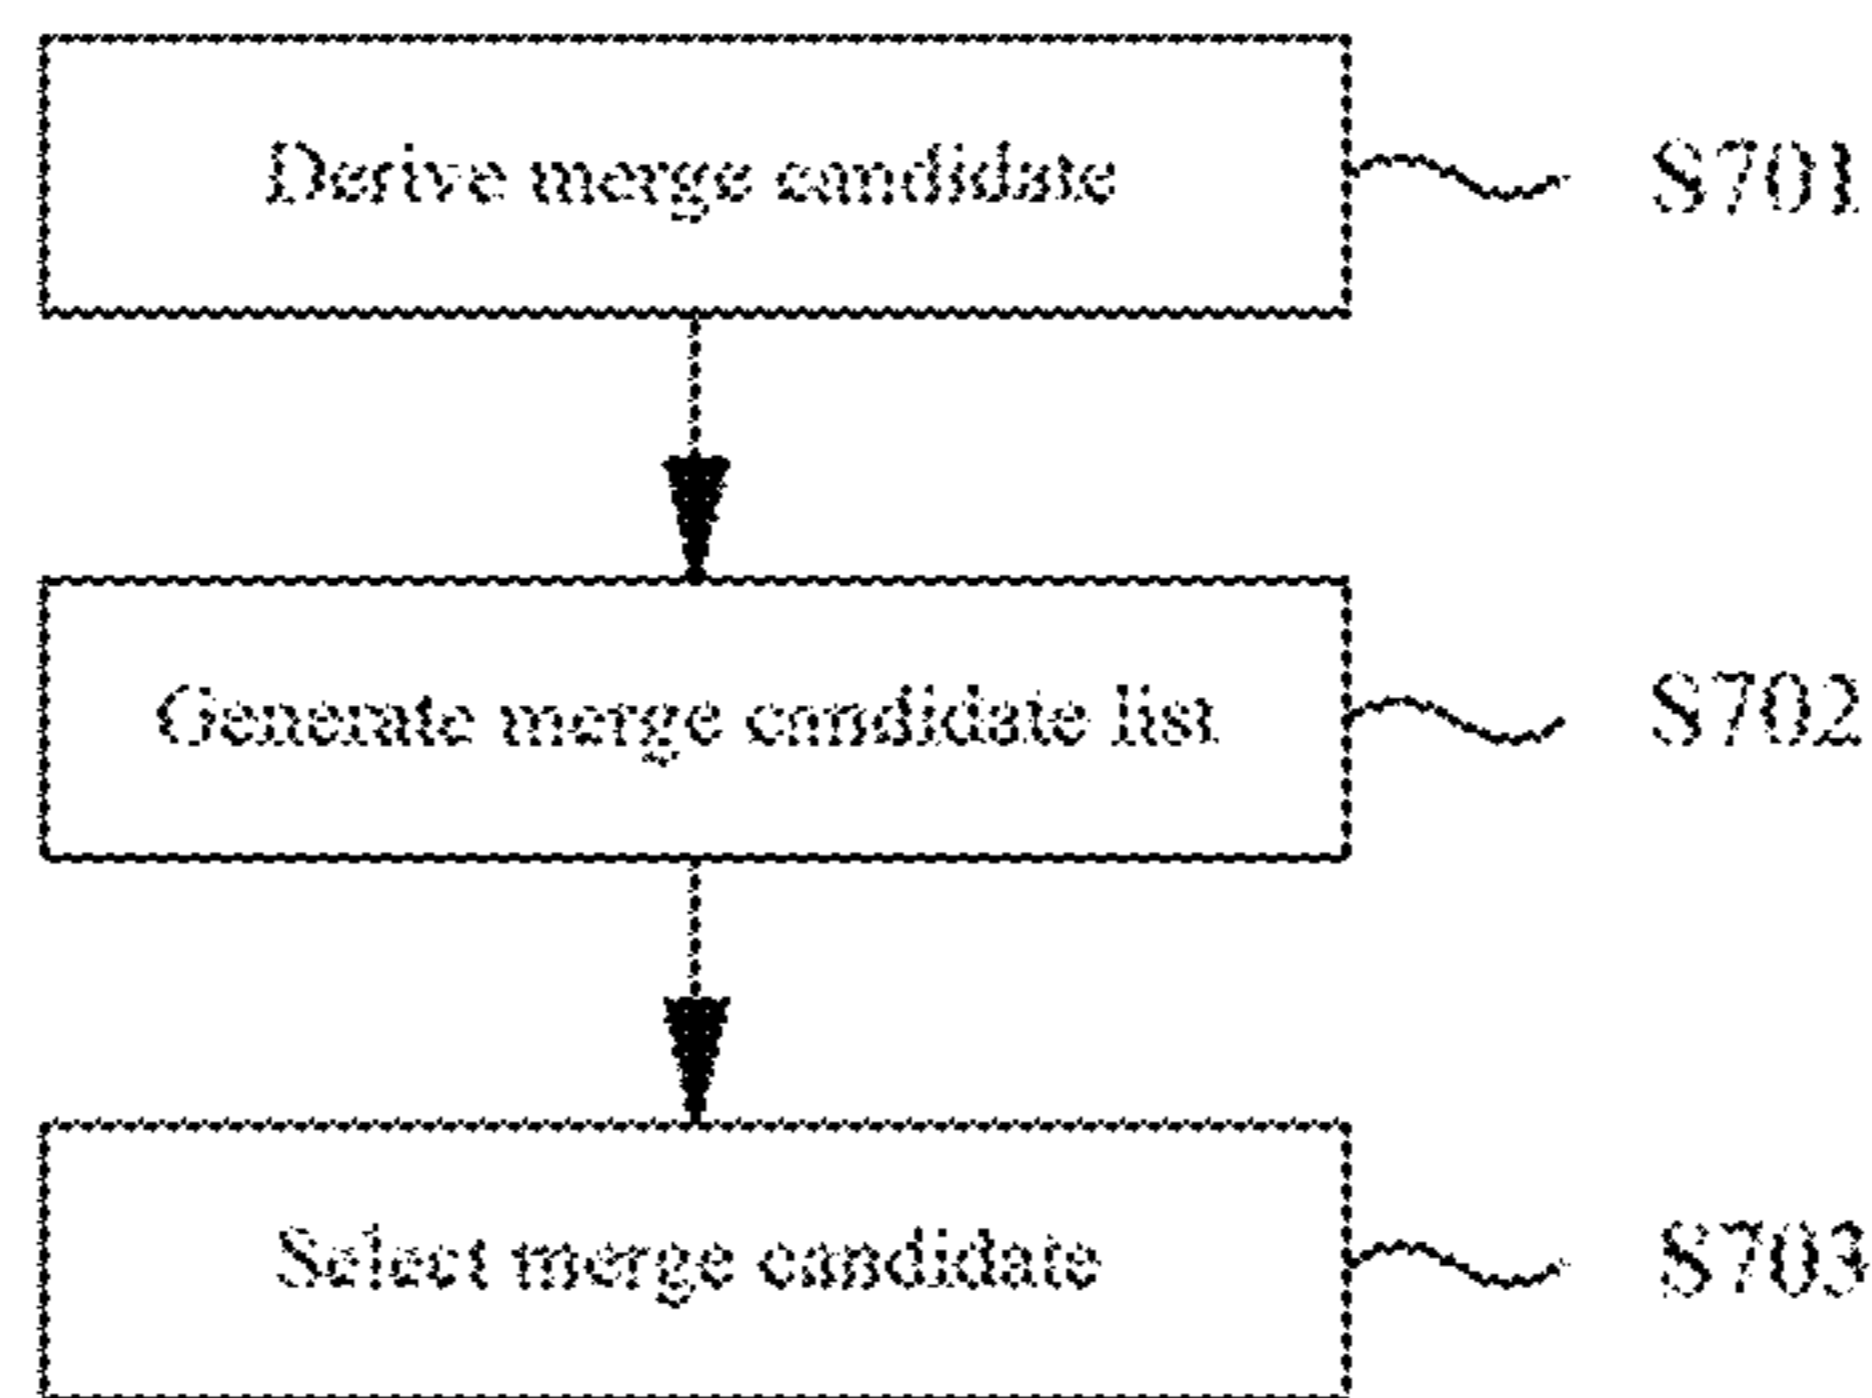 Derive merge candidate S701
Generate merge candidate list S702
Select merge candidate S703